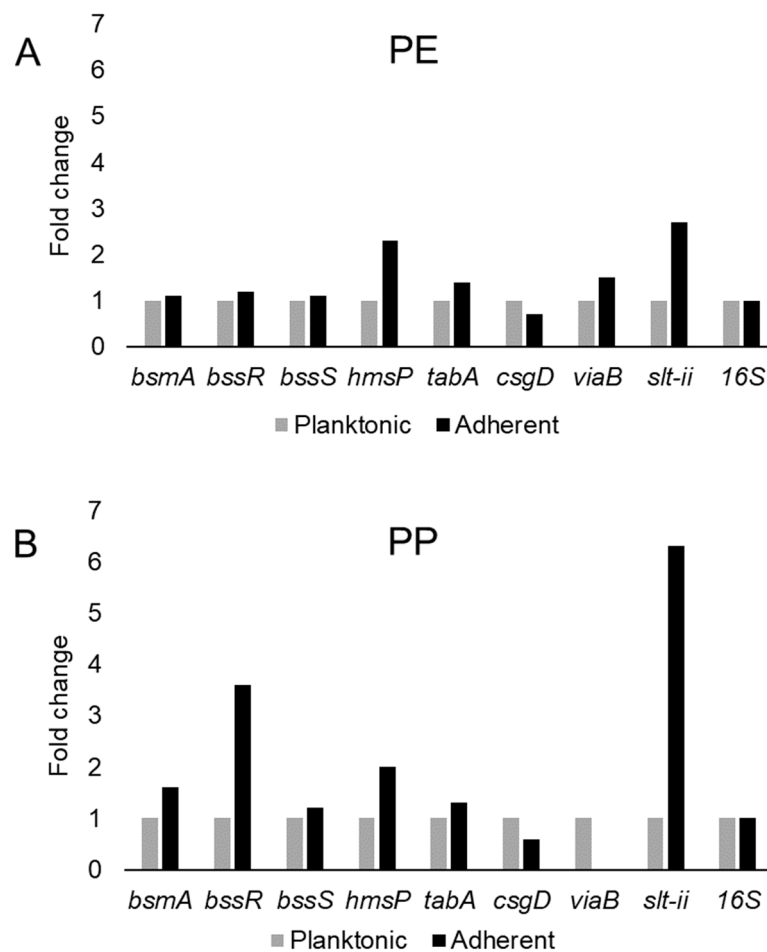 A
PE
Fold change
7
6
5
4
3
2
1
0
bsmA bssR bssS hmsP tabA csgD viaB slt-ii 16S
Planktonic Adherent
B
PP
Fold change
7
6
5
4
3
2
1
0
bsmA bssR bssS hmsP tabA csgD viaB slt-ii 16S
Planktonic Adherent